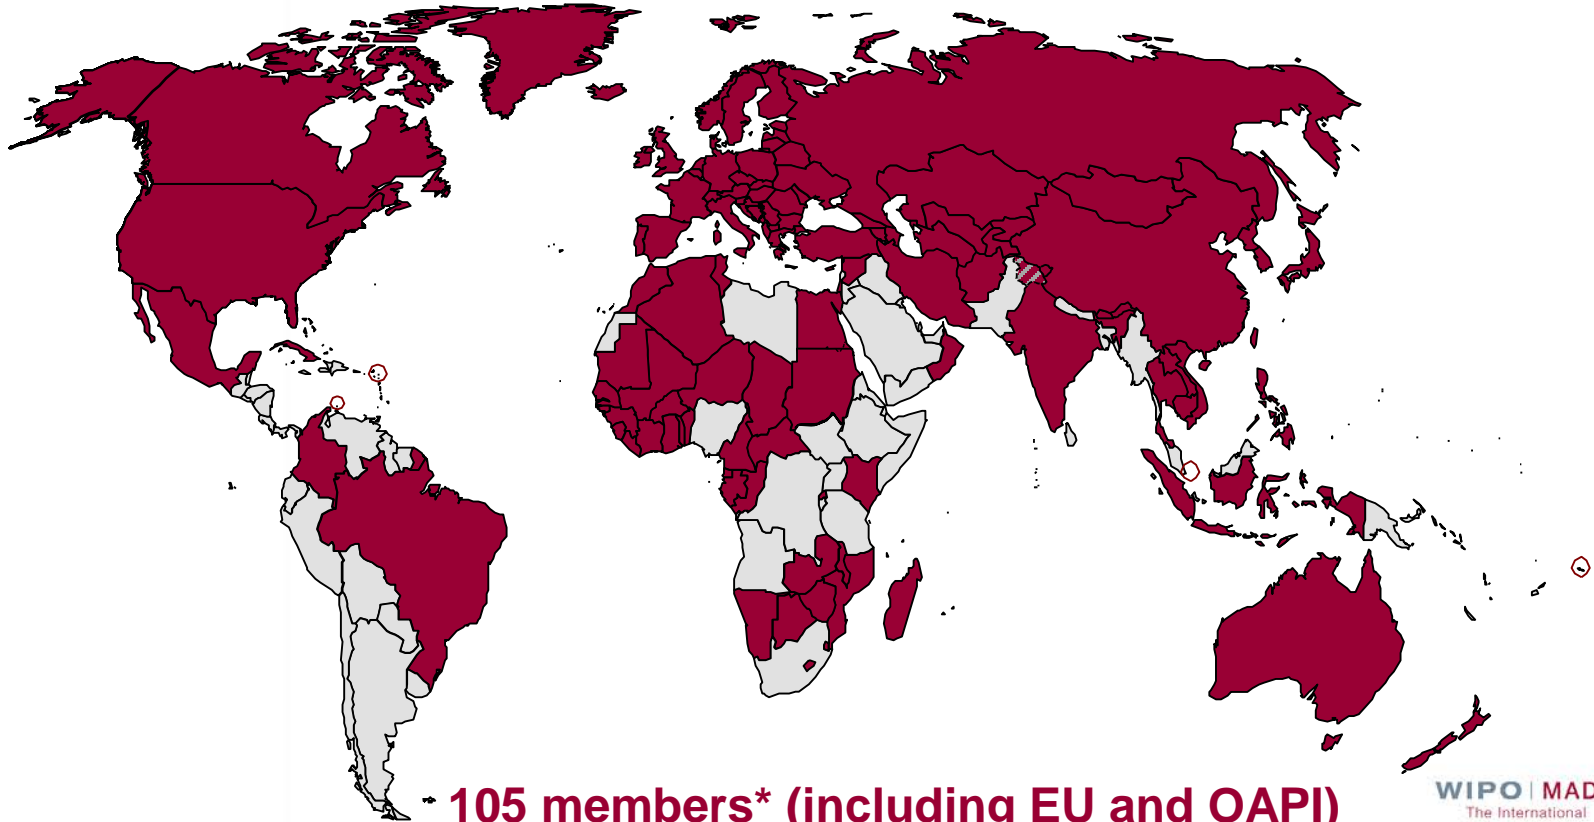 105 members* (including EU and OAPI)
WIPO | MAD
The International